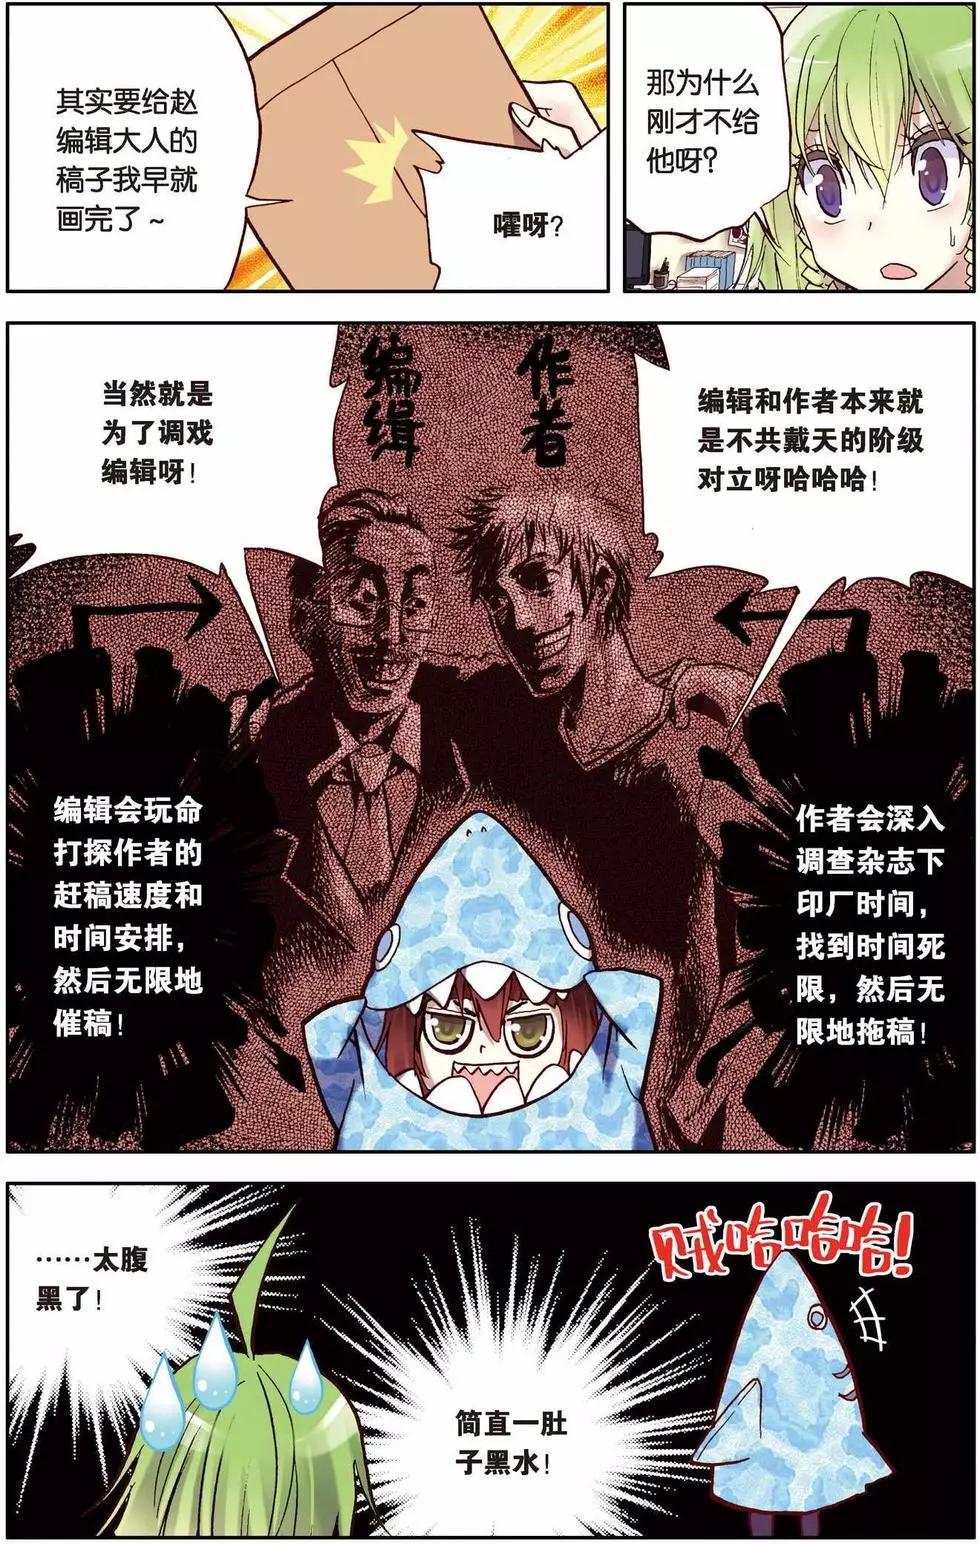 其实要给赵
编辑大人的
稿子我早就
画完了~
嚯呀？
那为什么
刚才不给
他呀？
当然就是
为了调戏
编辑呀！
编辑
作者
编辑和作者本来就
是不共戴天的阶级
对立呀哈哈哈！
编辑会玩命
打探作者的
赶稿速度和
时间安排，
然后无限地
催稿！
作者会深入
调查杂志下
印厂时间，
找到时间死
限，然后无
限地拖稿！
……太腹
黑了！
简直一肚
子黑水！
贼哈哈哈！